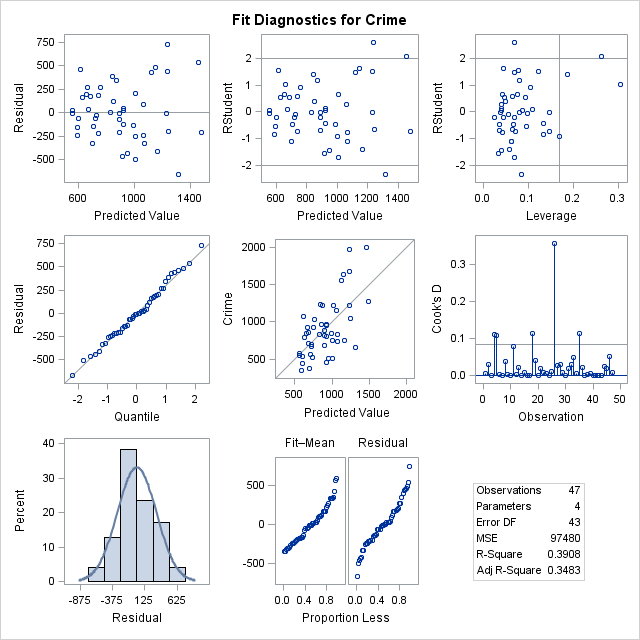 Fit Diagnostics for Crime
750
500
250
0
-250
-500
Residual
600 800 1000 1200 1400
Predicted Value
2
1
0
-1
-2
RStudent
600 800 1000 1200 1400
Predicted Value
2
1
0
-1
-2
RStudent
0.0 0.1 0.2 0.3
Leverage
750
500
250
0
-250
-500
Residual
-2 -1 0 1 2
Quantile
2000
1500
1000
500
Crime
500 1000 1500 2000
Predicted Value
0.3
0.2
0.1
0.0
Cook's D
0 10 20 30 40 50
Observation
40
30
20
10
0
Percent
-875 -375 125 625
Residual
Fit–Mean Residual
500
0
-500
0.0 0.4 0.8 0.0 0.4 0.8
Proportion Less
Observations 47
Parameters 4
Error DF 43
MSE 97480
R-Square 0.3908
Adj R-Square 0.3483